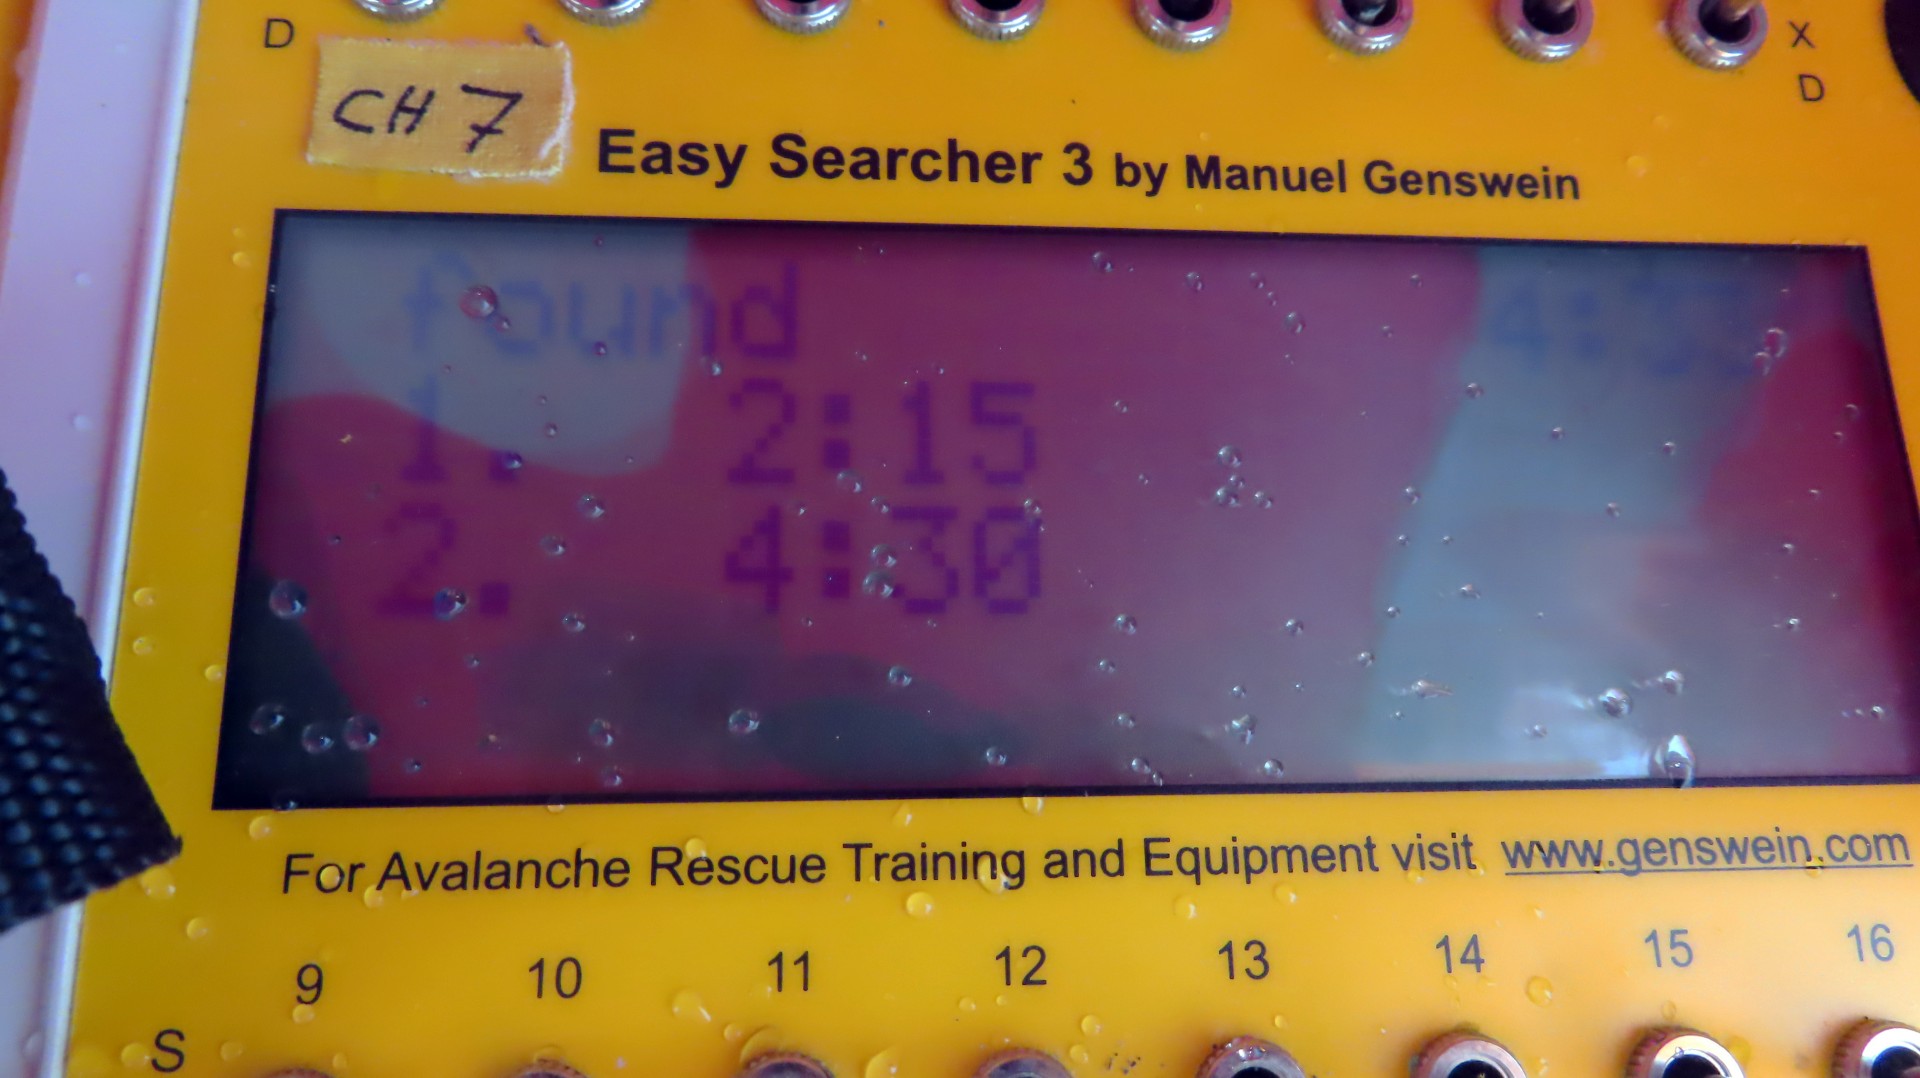 D
X
D
CH 7
Easy Searcher 3 by Manuel Genswein
found
1. 2:15
2. 4:30
For Avalanche Rescue Training and Equipment visit www.genswein.com
9 10 11 12 13 14 15 16
S